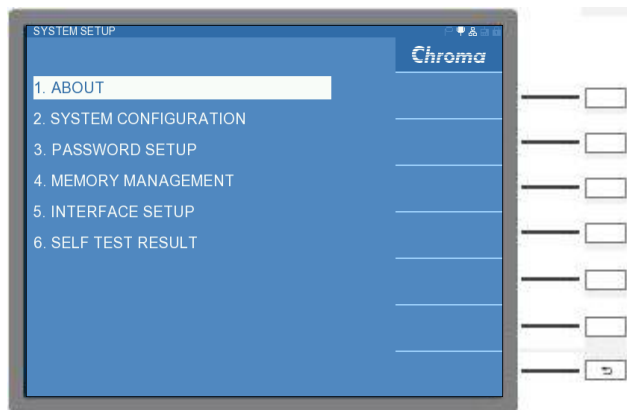 SYSTEM SETUP
Chroma
1. ABOUT
2. SYSTEM CONFIGURATION
3. PASSWORD SETUP
4. MEMORY MANAGEMENT
5. INTERFACE SETUP
6. SELF TEST RESULT